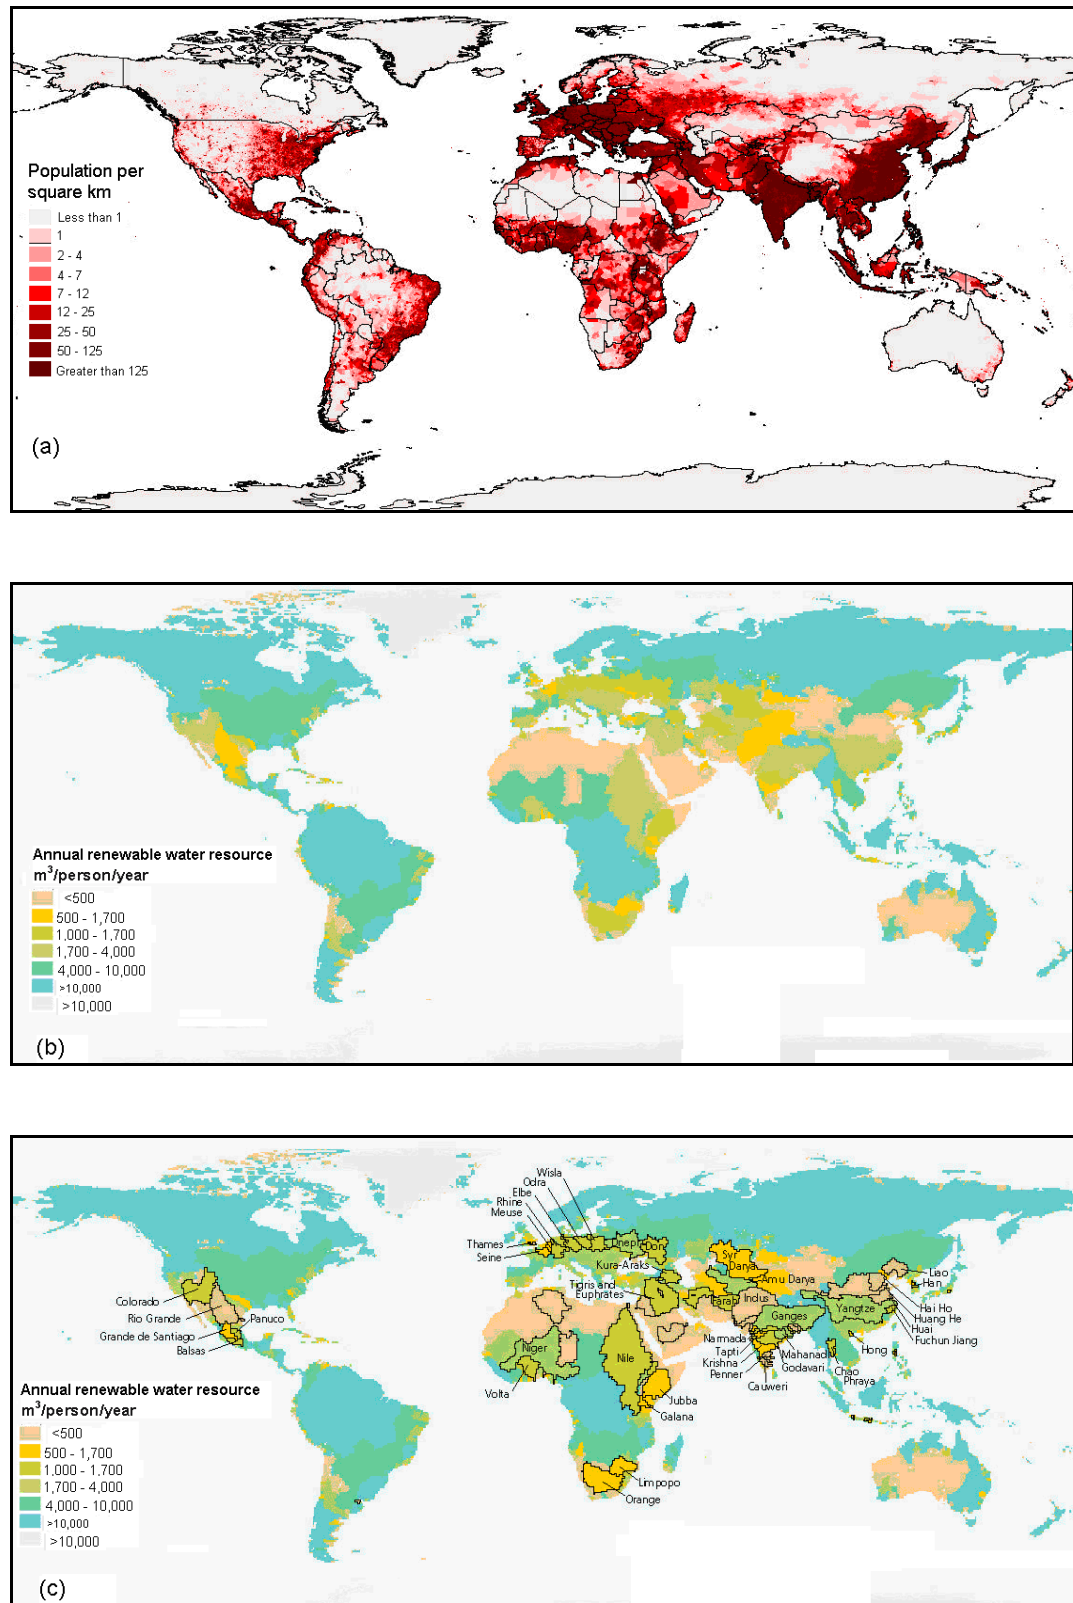 Population per
square km
Less than 1
1
2 - 4
4 - 7
7 - 12
12 - 25
25 - 50
50 - 125
Greater than 125
(a)
Annual renewable water resource
m³/person/year
<500
500 - 1,700
1,000 - 1,700
1,700 - 4,000
4,000 - 10,000
>10,000
>10,000
(b)
Wisla
Odra
Elbe
Rhine
Meuse
Thames
Seine
Dnepr
Don
Kura-Araks
Tigris and
Euphrates
Syr
Darya
Amu Darya
Farah
Indus
Ganges
Yangtze
Liao
Han
Hai Ho
Huang He
Huai
Fuchun Jiang
Hong
Chao
Phraya
Mahanadi
Godavari
Narmada
Tapti
Krishna
Penner
Cauweri
Colorado
Rio Grande
Panuco
Grande de Santiago
Balsas
Niger
Nile
Volta
Jubba
Galana
Limpopo
Orange
Annual renewable water resource
m³/person/year
<500
500 - 1,700
1,000 - 1,700
1,700 - 4,000
4,000 - 10,000
>10,000
>10,000
(c)